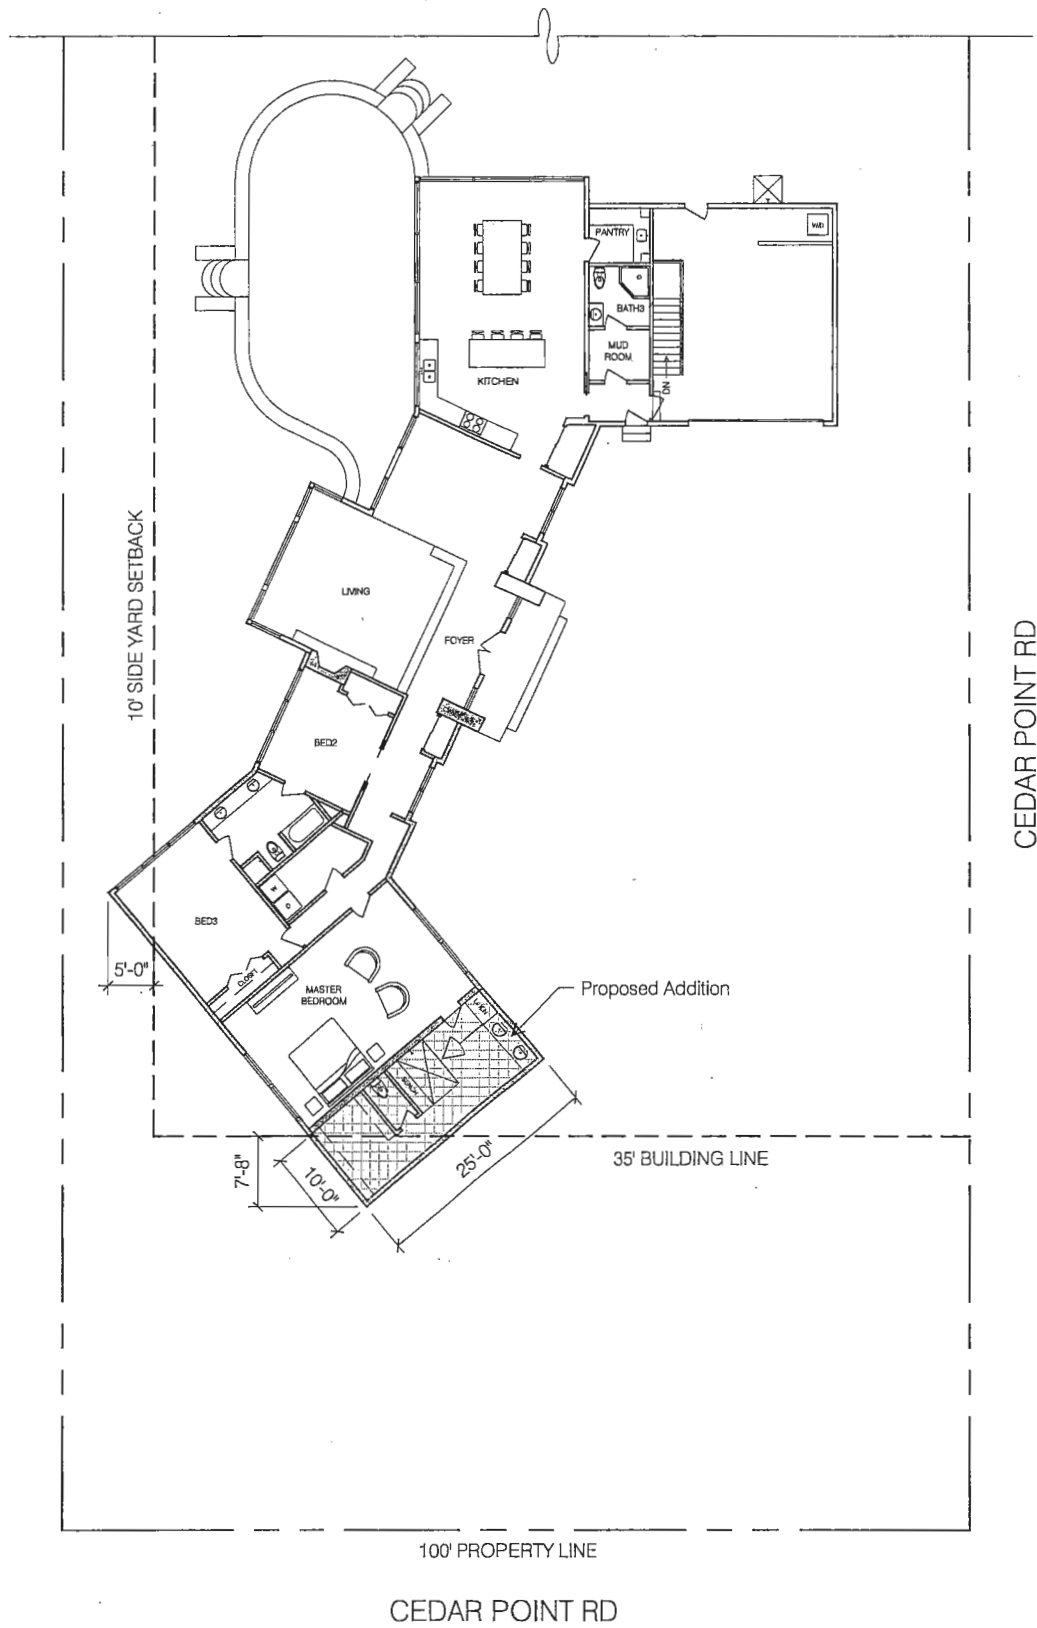 PANTRY
W/D
BATH3
MUD
ROOM
KITCHEN
DN
10' SIDE YARD SETBACK
LIVING
FOYER
CEDAR POINT RD
BED2
BED3
5'-0"
CLOSET
MASTER
BEDROOM
Proposed Addition
LINEN
BENCH
7'-8"
10'-0"
25'-0"
35' BUILDING LINE
100' PROPERTY LINE
CEDAR POINT RD